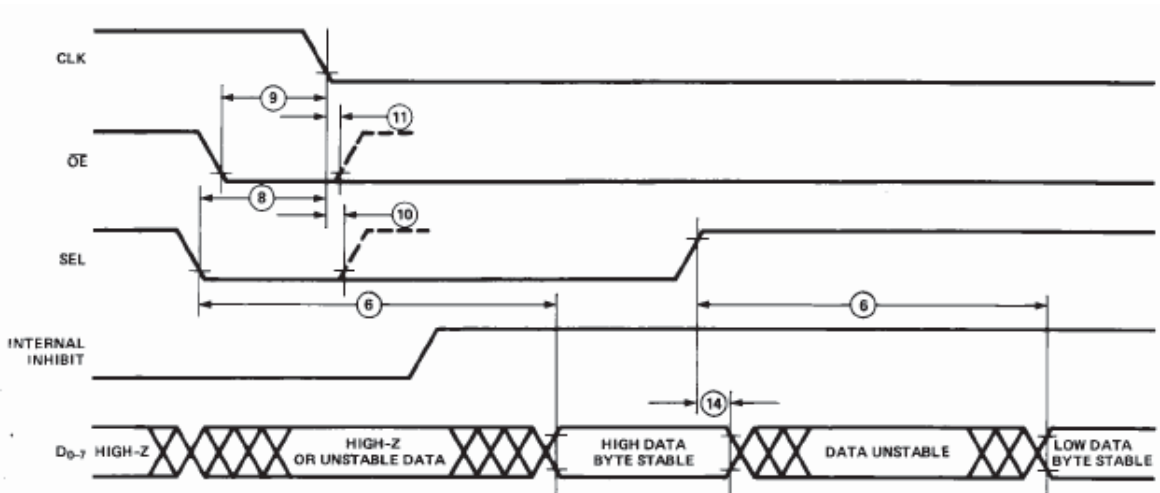 CLK
9
11
OE
8
10
SEL
6
6
INTERNAL
INHIBIT
14
D0-7 HIGH-Z
HIGH-Z
OR UNSTABLE DATA
HIGH DATA
BYTE STABLE
DATA UNSTABLE
LOW DATA
BYTE STABLE